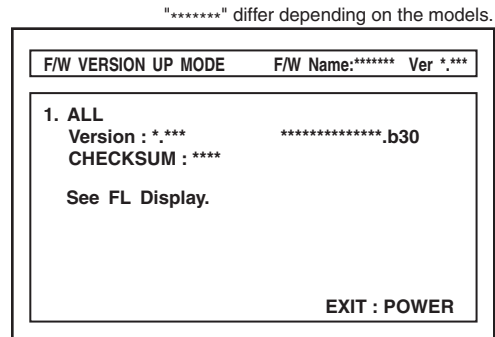 "*******" differ depending on the models.
F/W VERSION UP MODE F/W Name:******* Ver *.***
1. ALL
Version : *.*** **************.b30
CHECKSUM : ****
See FL Display.
EXIT : POWER